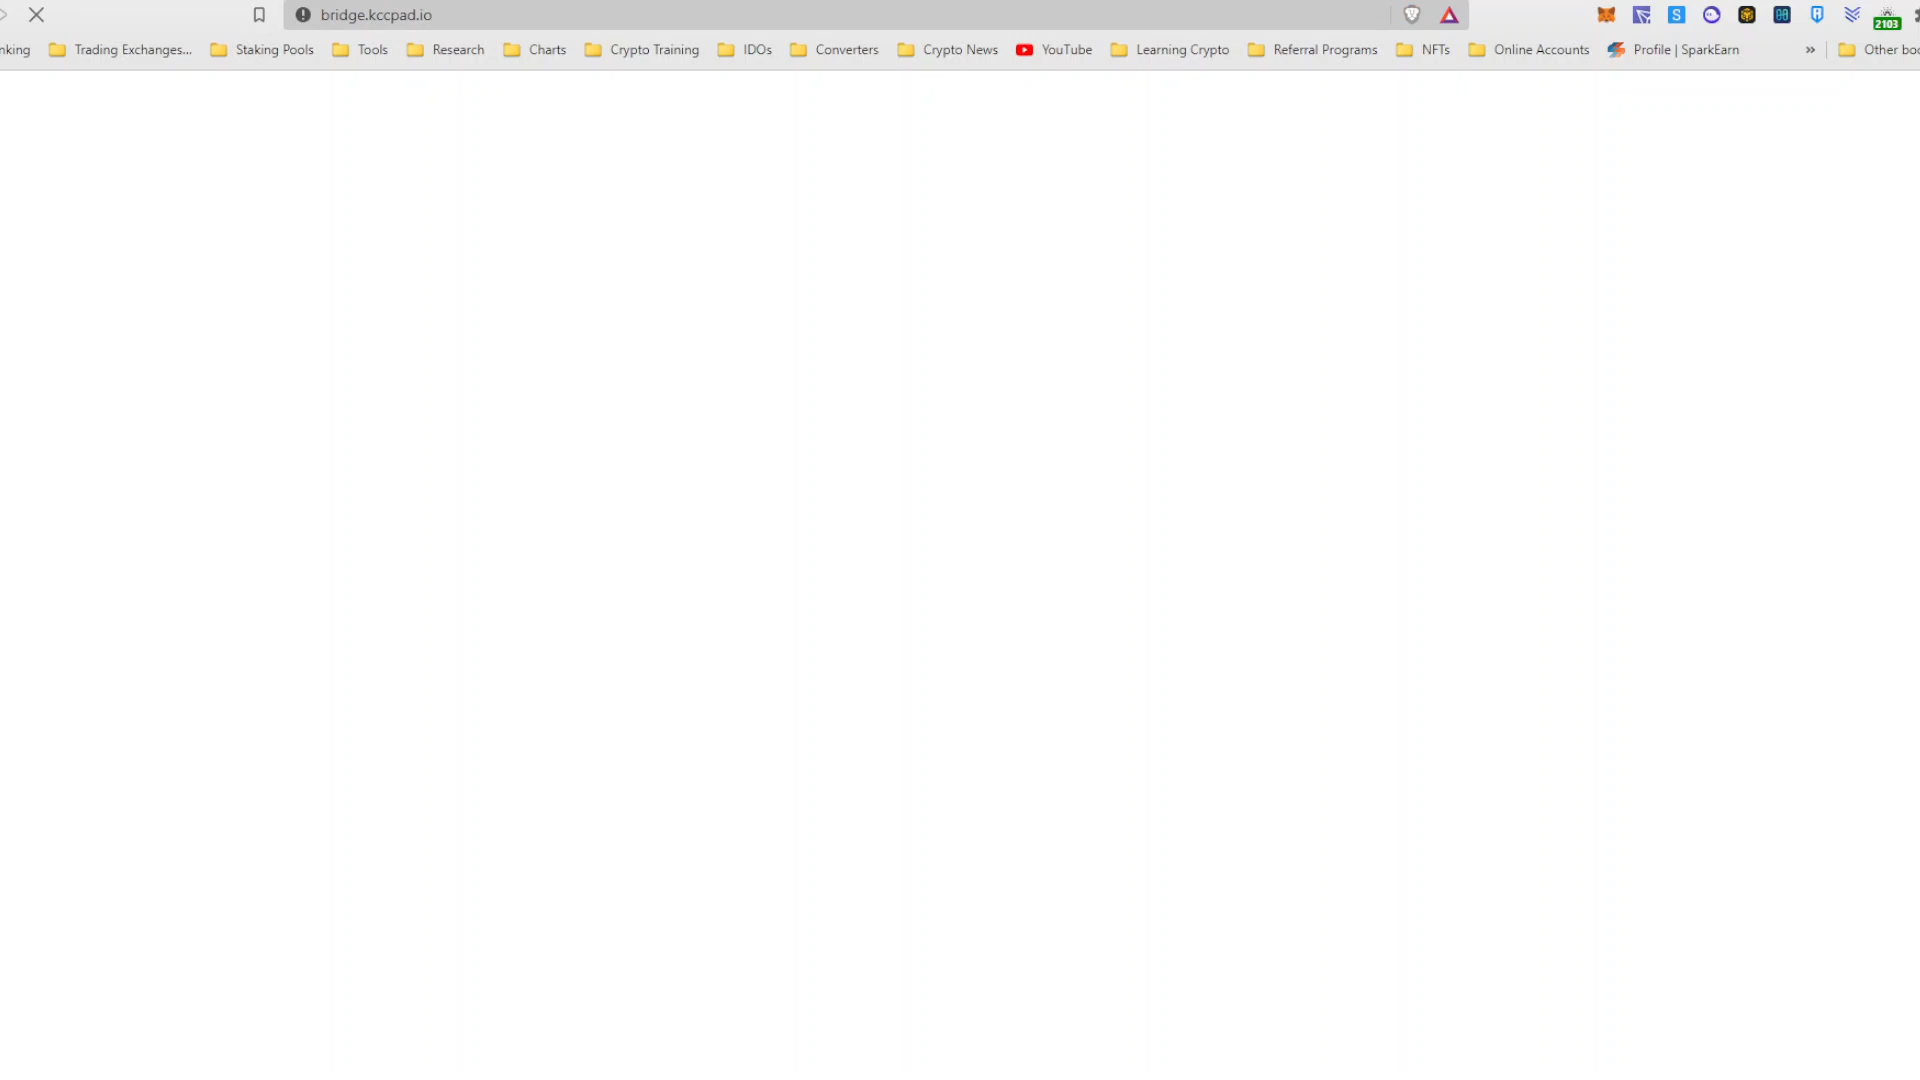 bridge.kccpad.io
2103
nking Trading Exchanges... Staking Pools Tools Research Charts Crypto Training IDOs Converters Crypto News YouTube Learning Crypto Referral Programs NFTs Online Accounts Profile | SparkEarn » Other boo